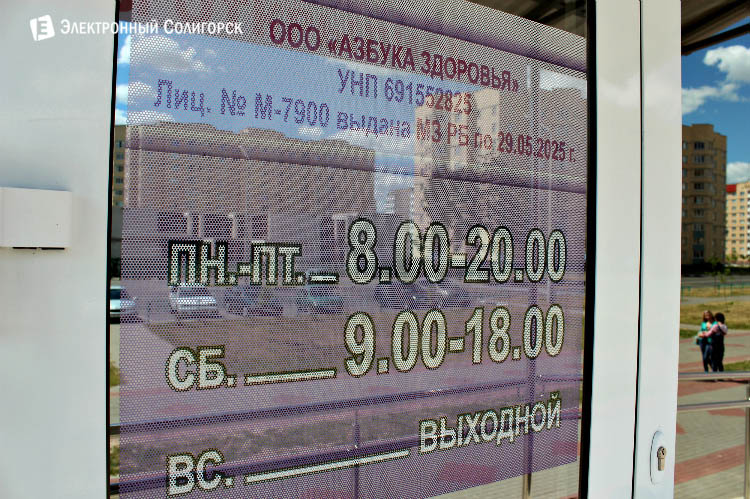 Электронный Солигорск
ООО «АЗБУКА ЗДОРОВЬЯ»
УНП 691552825
Лиц. № М-7900 выдана МЗ РБ по 29.05.2025 г.
ПН.-ПТ. 8.00-20.00
СБ. 9.00-18.00
ВС. ВЫХОДНОЙ